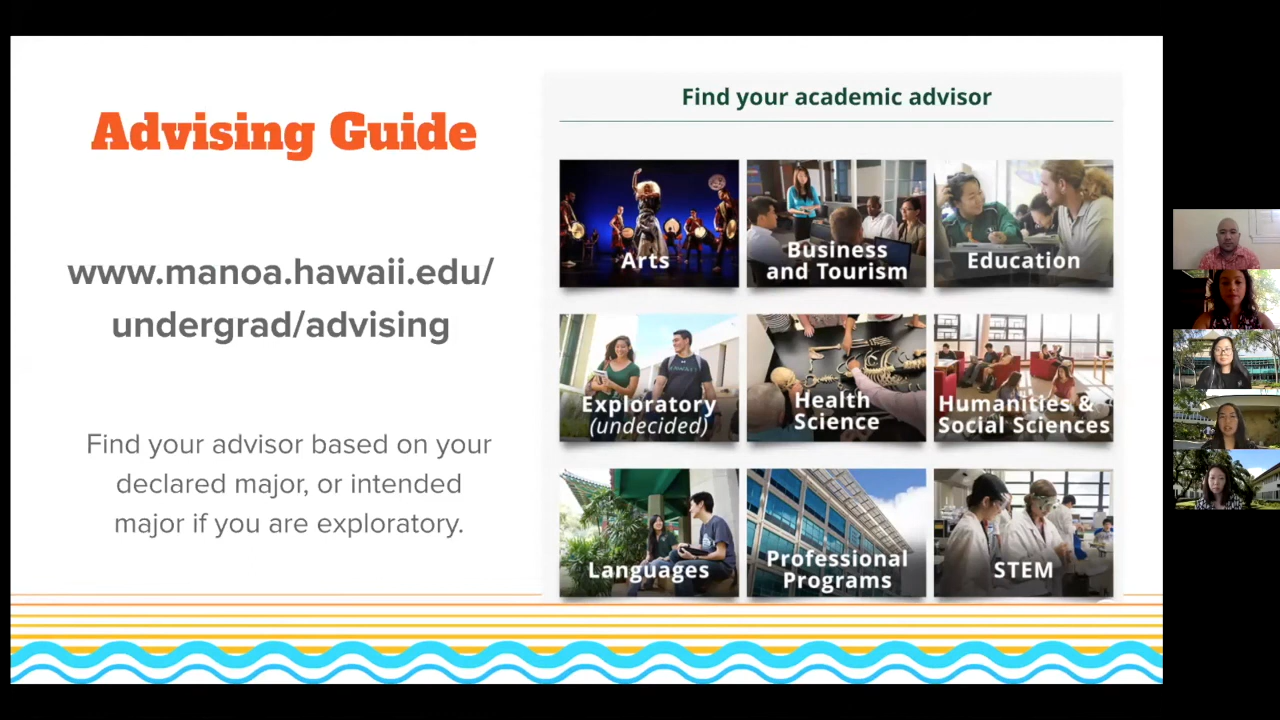 Advising Guide
www.manoa.hawaii.edu/
undergrad/advising
Find your advisor based on your
declared major, or intended
major if you are exploratory.
Find your academic advisor
Arts
Business
and Tourism
Education
Exploratory
(undecided)
Health
Science
Humanities &
Social Sciences
Languages
Professional
Programs
STEM